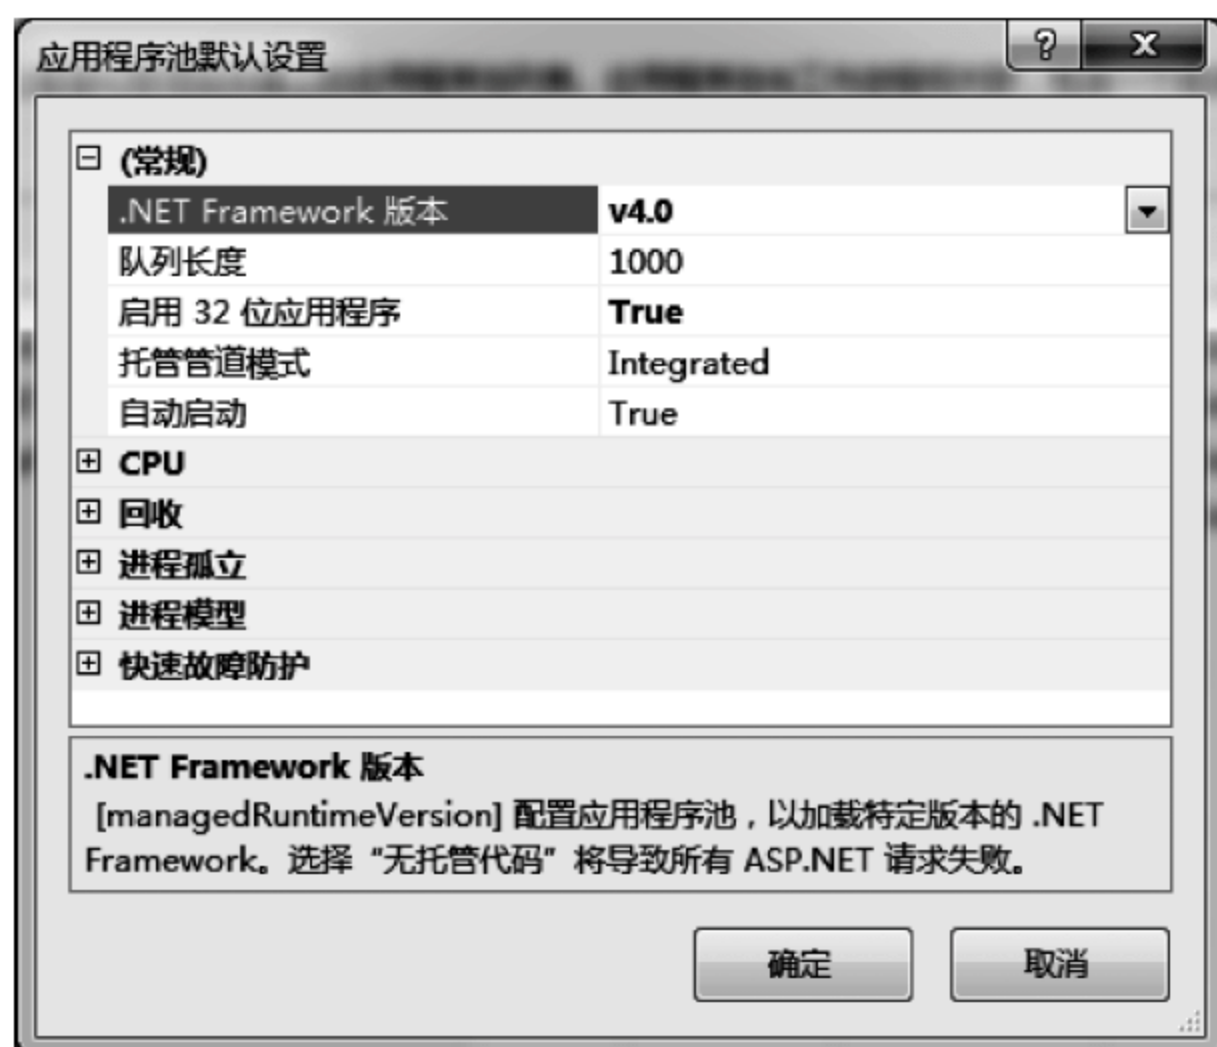 应用程序池默认设置
(常规)
.NET Framework 版本 v4.0
队列长度 1000
启用 32 位应用程序 True
托管管道模式 Integrated
自动启动 True
CPU
回收
进程孤立
进程模型
快速故障防护
.NET Framework 版本
[managedRuntimeVersion] 配置应用程序池，以加载特定版本的 .NET
Framework。选择“无托管代码”将导致所有 ASP.NET 请求失败。
确定 取消